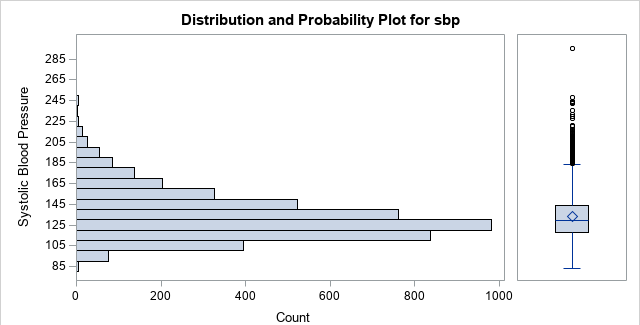 Distribution and Probability Plot for sbp
Systolic Blood Pressure
285
265
245
225
205
185
165
145
125
105
85
0 200 400 600 800 1000
Count